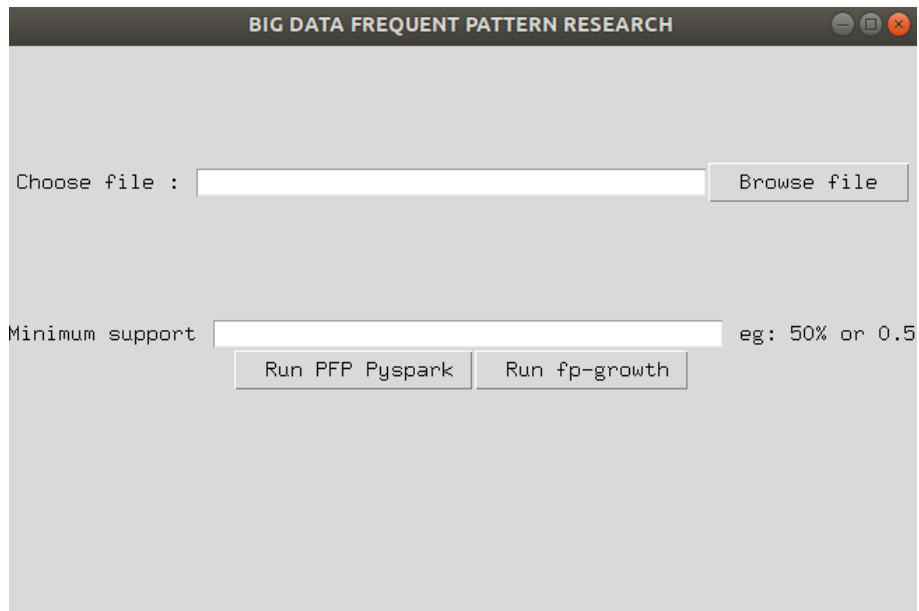 BIG DATA FREQUENT PATTERN RESEARCH
Choose file : Browse file
Minimum support eg: 50% or 0.5
Run PFP Pyspark Run fp-growth